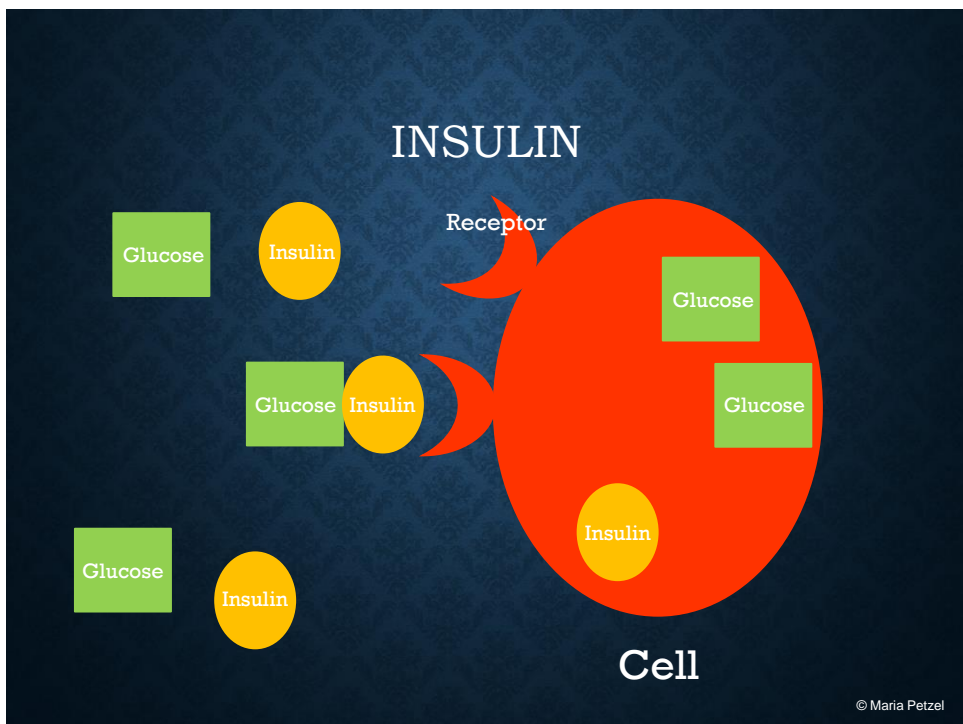 INSULIN
Receptor
Glucose
Insulin
Glucose
Glucose
Insulin
Glucose
Insulin
Glucose
Insulin
Cell
© Maria Petzel